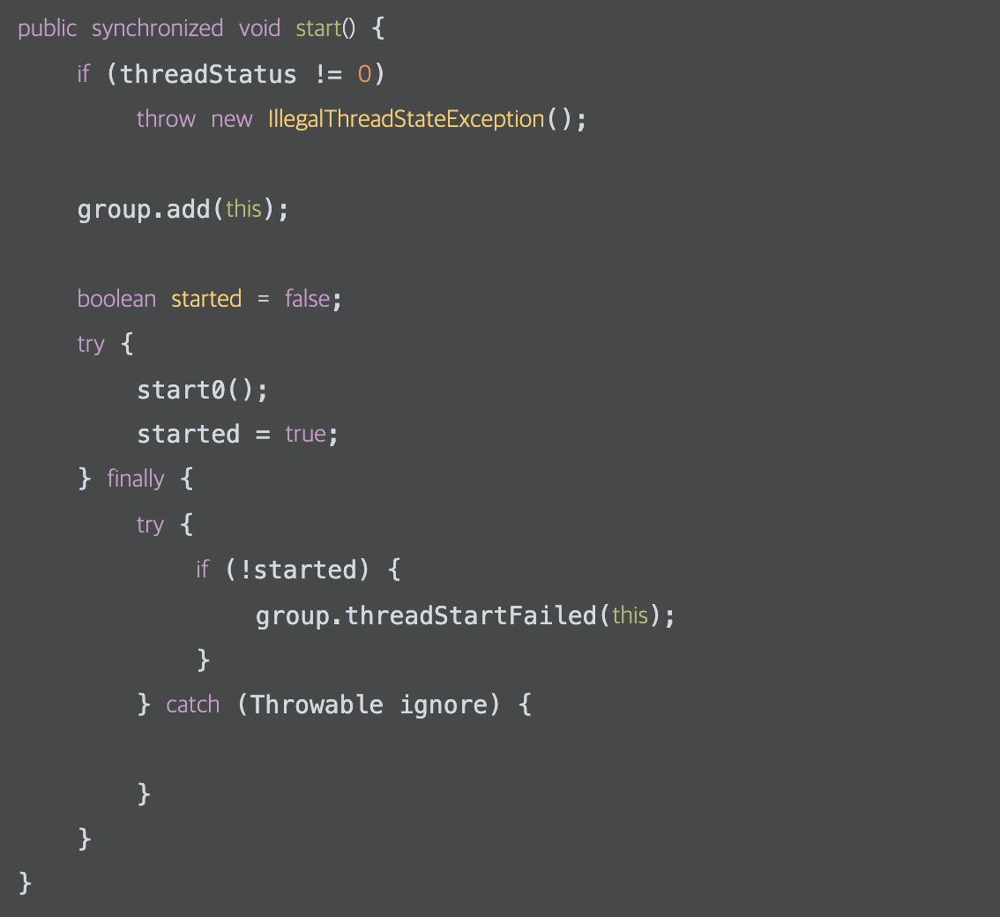 public synchronized void start() {
if (threadStatus != 0)
throw new IllegalThreadStateException();
group.add(this);
boolean started = false;
try {
start0();
started = true;
} finally {
try {
if (!started) {
group.threadStartFailed(this);
}
} catch (Throwable ignore) {
}
}
}